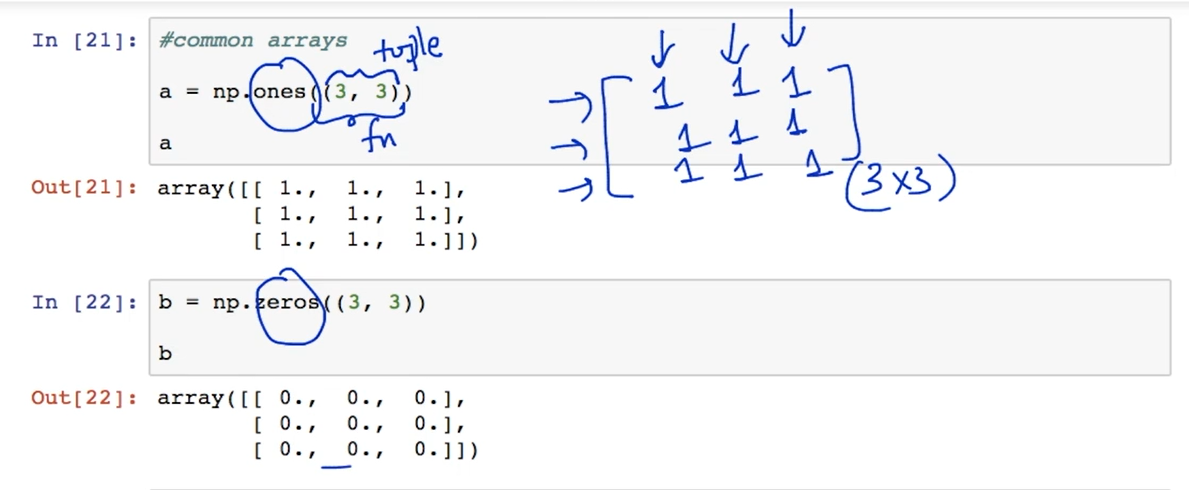 In [21]: #common arrays
tuple
a = np.ones((3, 3))
fn
a
1 1 1
1 1 1
1 1 1
(3x3)
Out[21]: array([[ 1., 1., 1.],
[ 1., 1., 1.],
[ 1., 1., 1.]])
In [22]: b = np.zeros((3, 3))
b
Out[22]: array([[ 0., 0., 0.],
[ 0., 0., 0.],
[ 0., 0., 0.]])